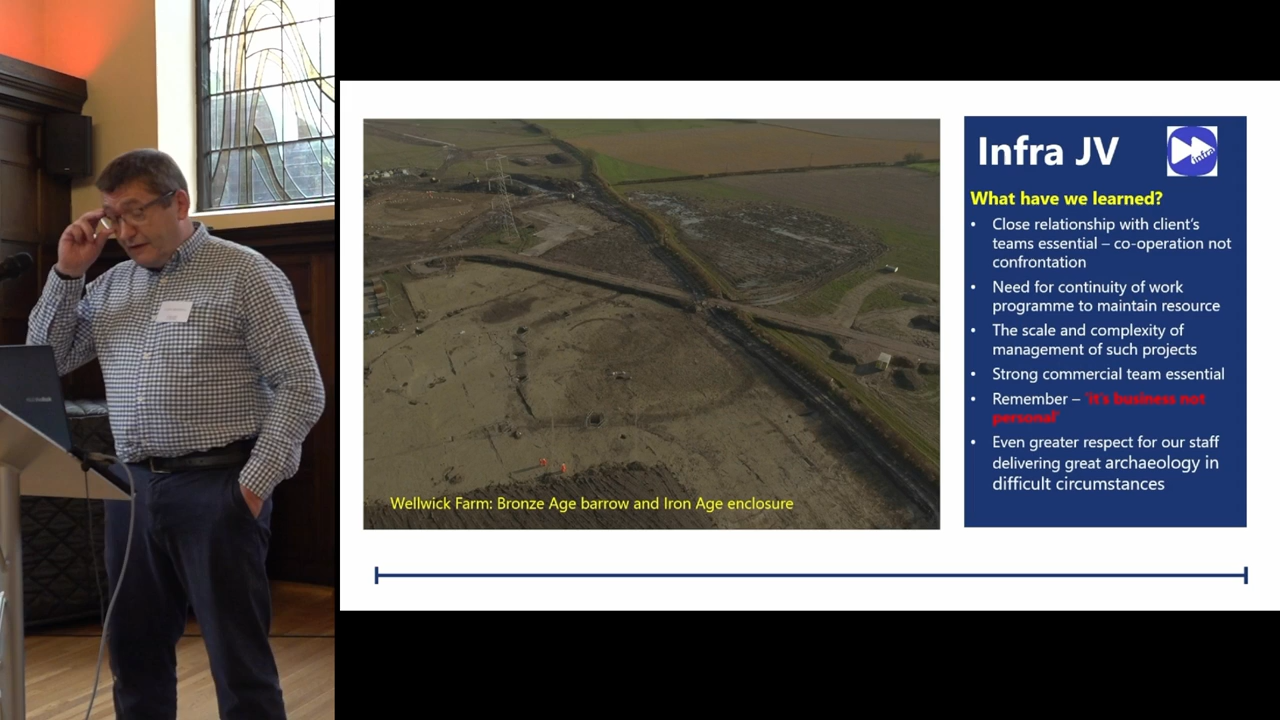 Infra JV
infra
What have we learned?
• Close relationship with client's
teams essential – co-operation not
confrontation
• Need for continuity of work
programme to maintain resource
• The scale and complexity of
management of such projects
• Strong commercial team essential
• Remember – 'It's business not
personal'
• Even greater respect for our staff
delivering great archaeology in
difficult circumstances
Wellwick Farm: Bronze Age barrow and Iron Age enclosure